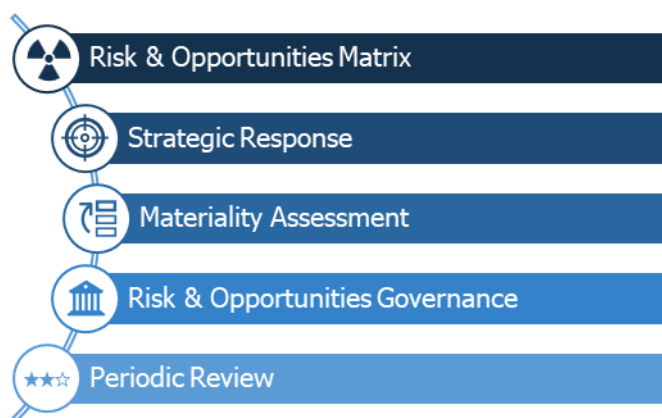 Risk & Opportunities Matrix
Strategic Response
Materiality Assessment
Risk & Opportunities Governance
Periodic Review